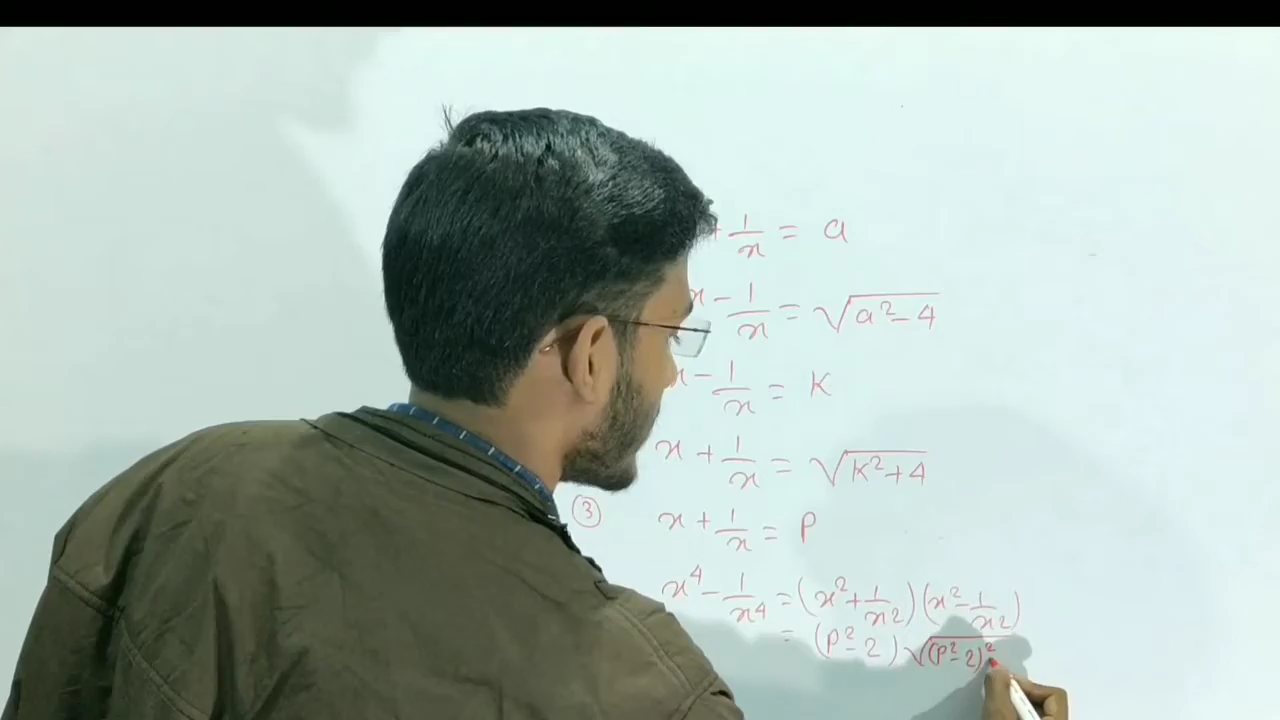 + 1/x = a
x - 1/x = √(a² - 4)
x - 1/x = K
x + 1/x = √(K² + 4)
③ x + 1/x = P
x⁴ - 1/x⁴ = (x² + 1/x²)(x² - 1/x²)
= (P² - 2) √(P² - 2)²